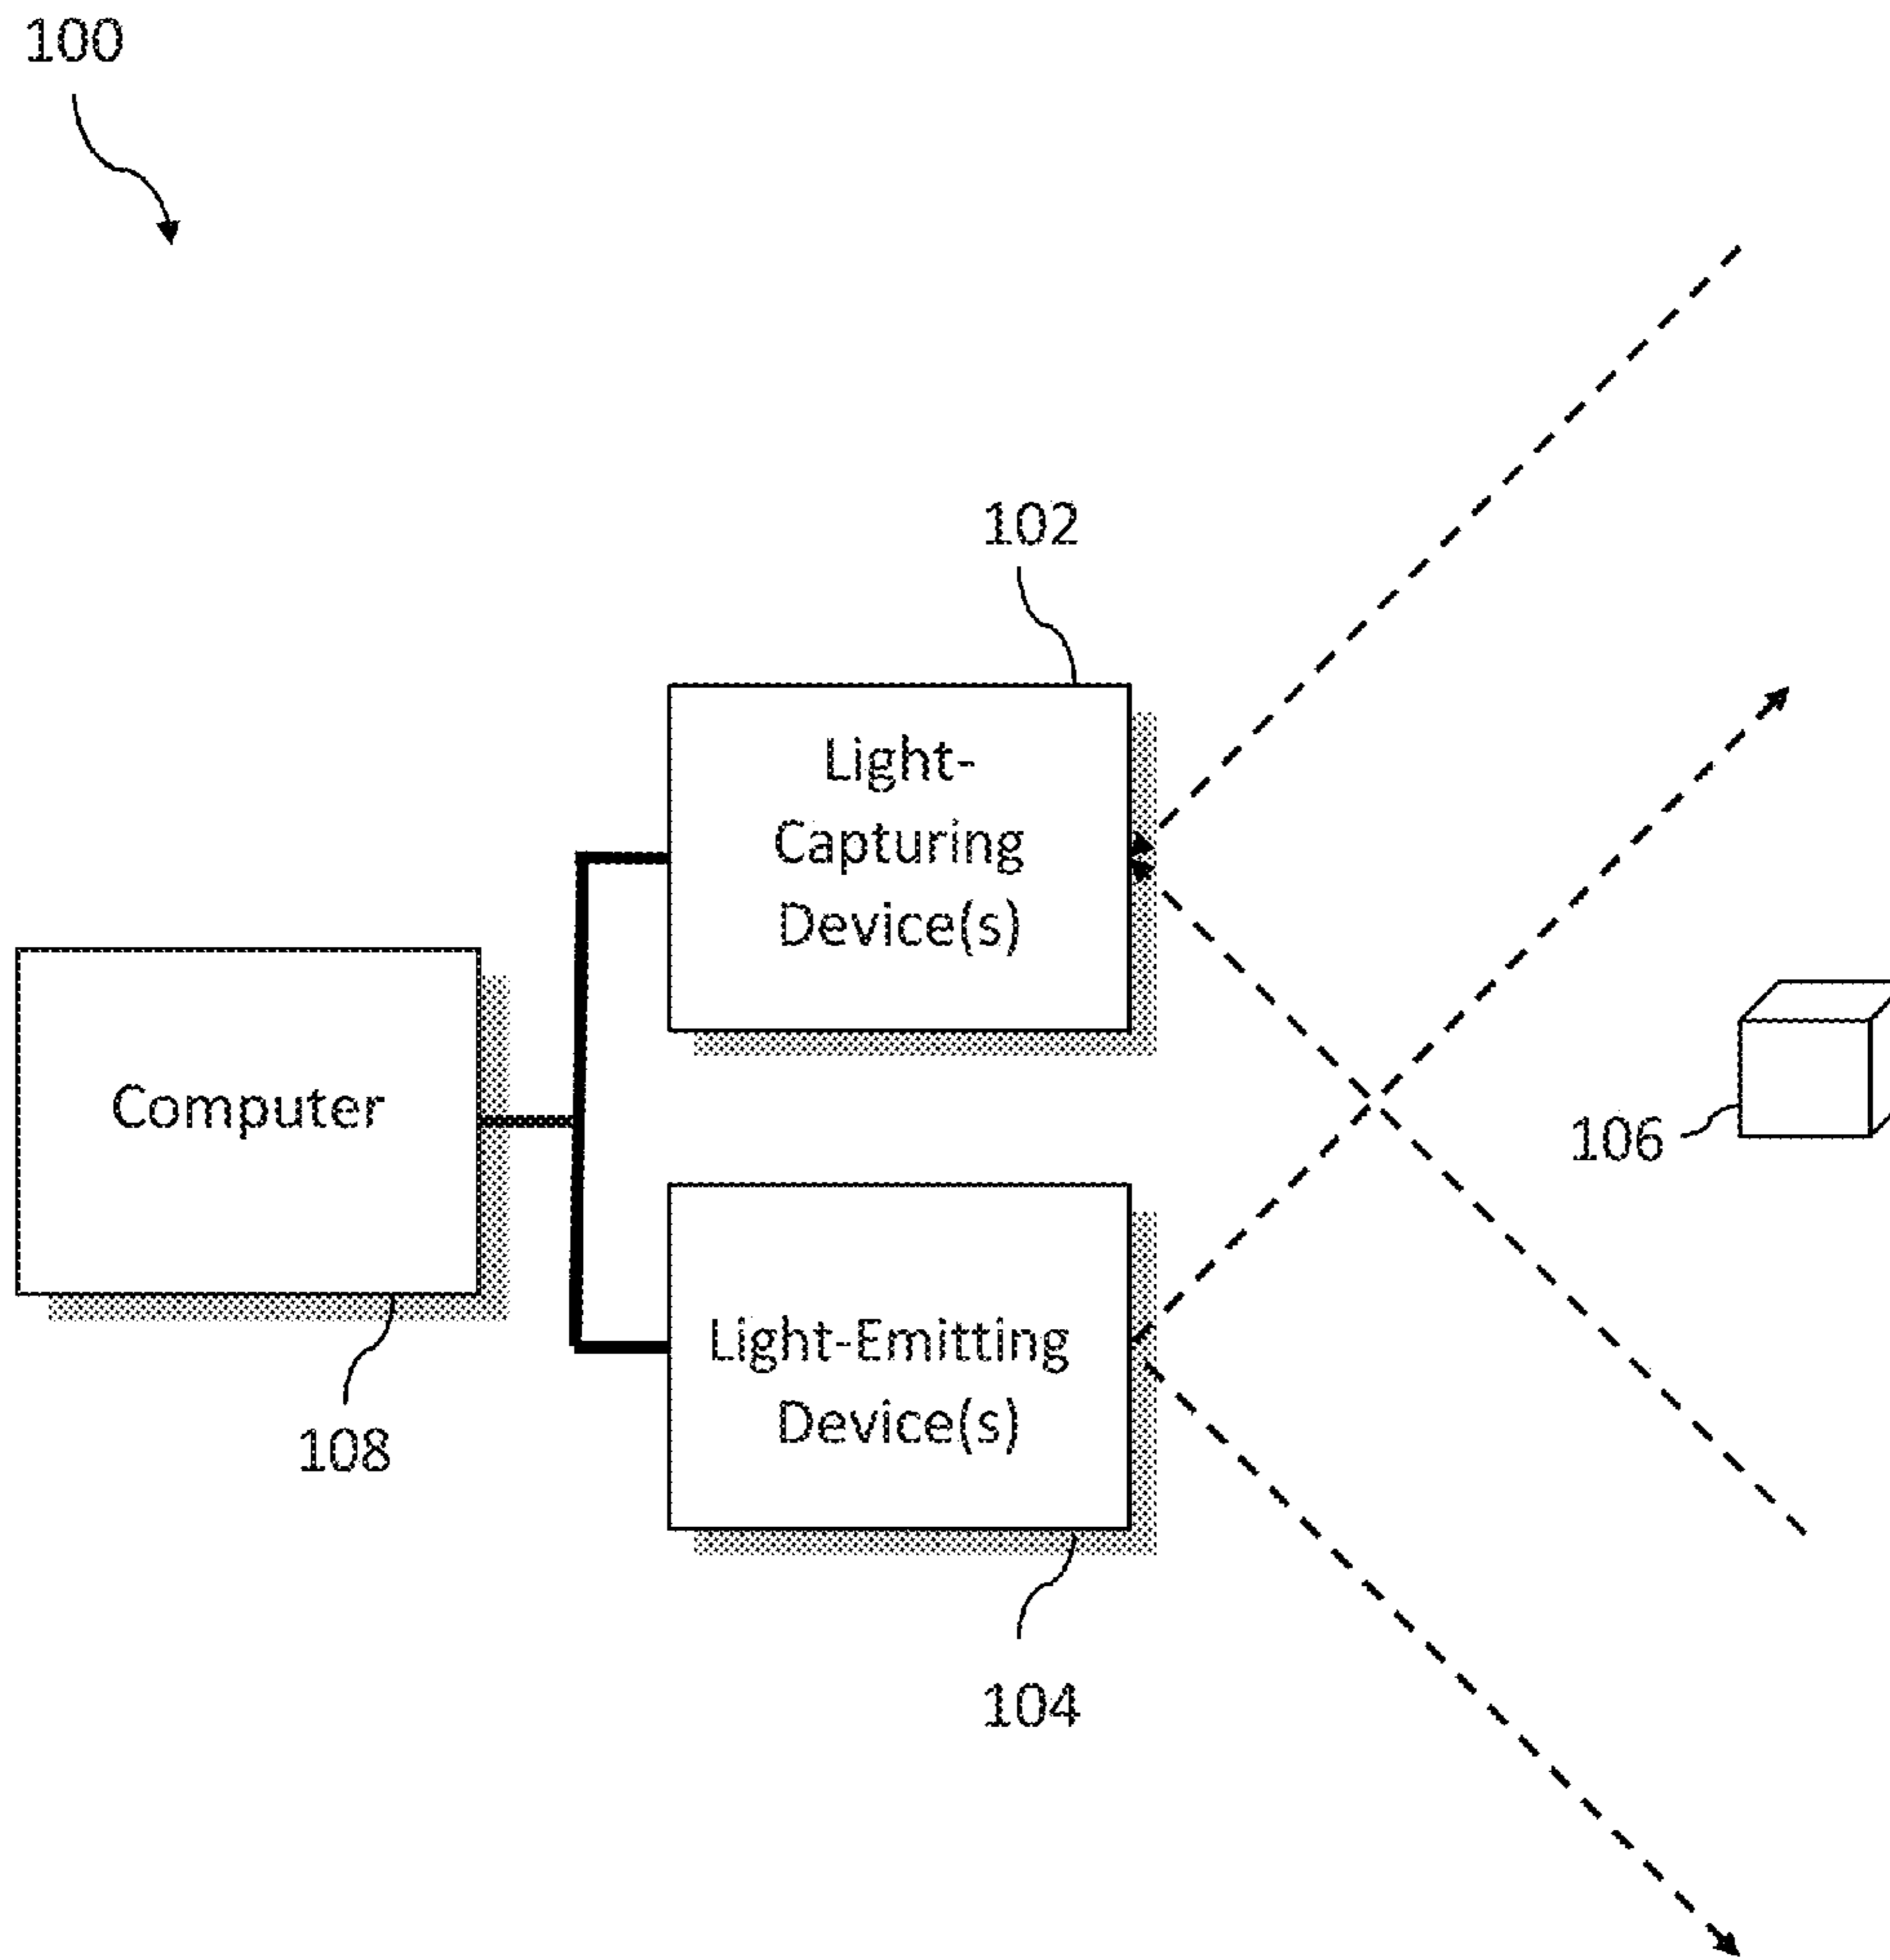 100
102
Light-
Capturing
Device(s)
Computer
106
Light-Emitting
Device(s)
108
104